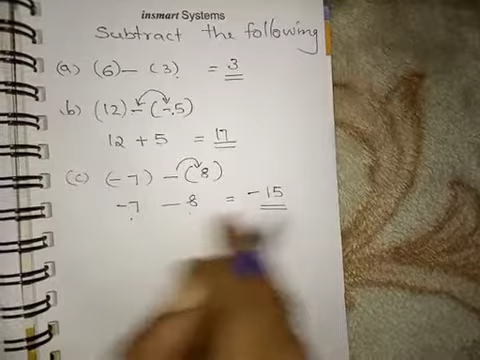 insmart Systems
Subtract the following
(a) (6) - (3) = 3
b) (12) - (-5)
12 + 5 = 17
(c) (-7) - (8)
-7 - 8 = -15